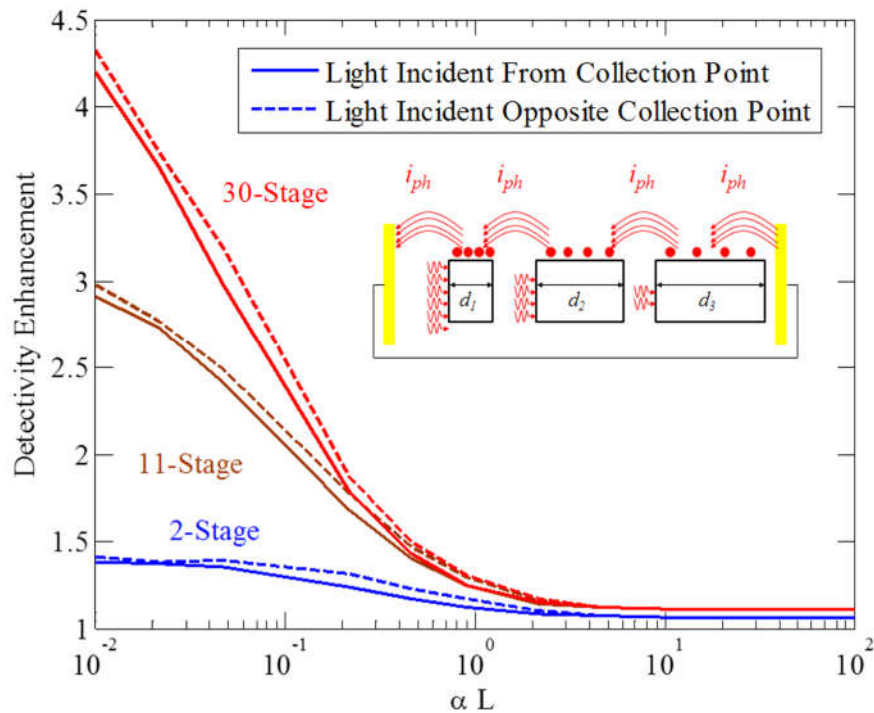 4.5
Light Incident From Collection Point
Light Incident Opposite Collection Point
4
i_ph i_ph i_ph i_ph
30-Stage
3.5
d_1 d_2 d_3
3
2.5
2
11-Stage
2-Stage
1.5
1
10^-2 10^-1 10^0 10^1 10^2
α L
Detectivity Enhancement